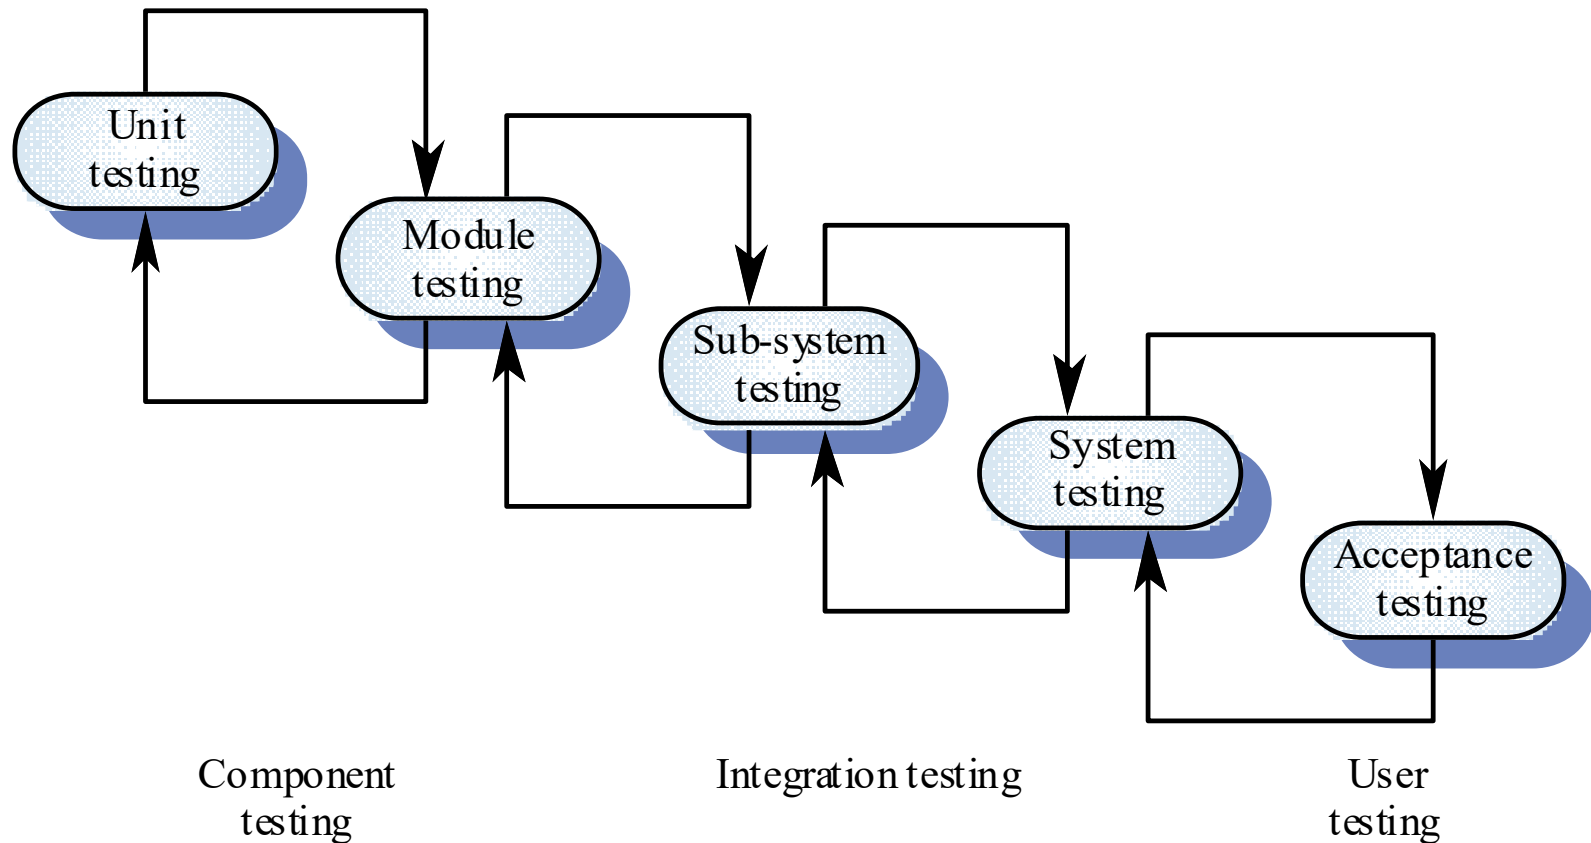 Unit
testing
Module
testing
Sub-system
testing
System
testing
Acceptance
testing
Component
testing
Integration testing
User
testing